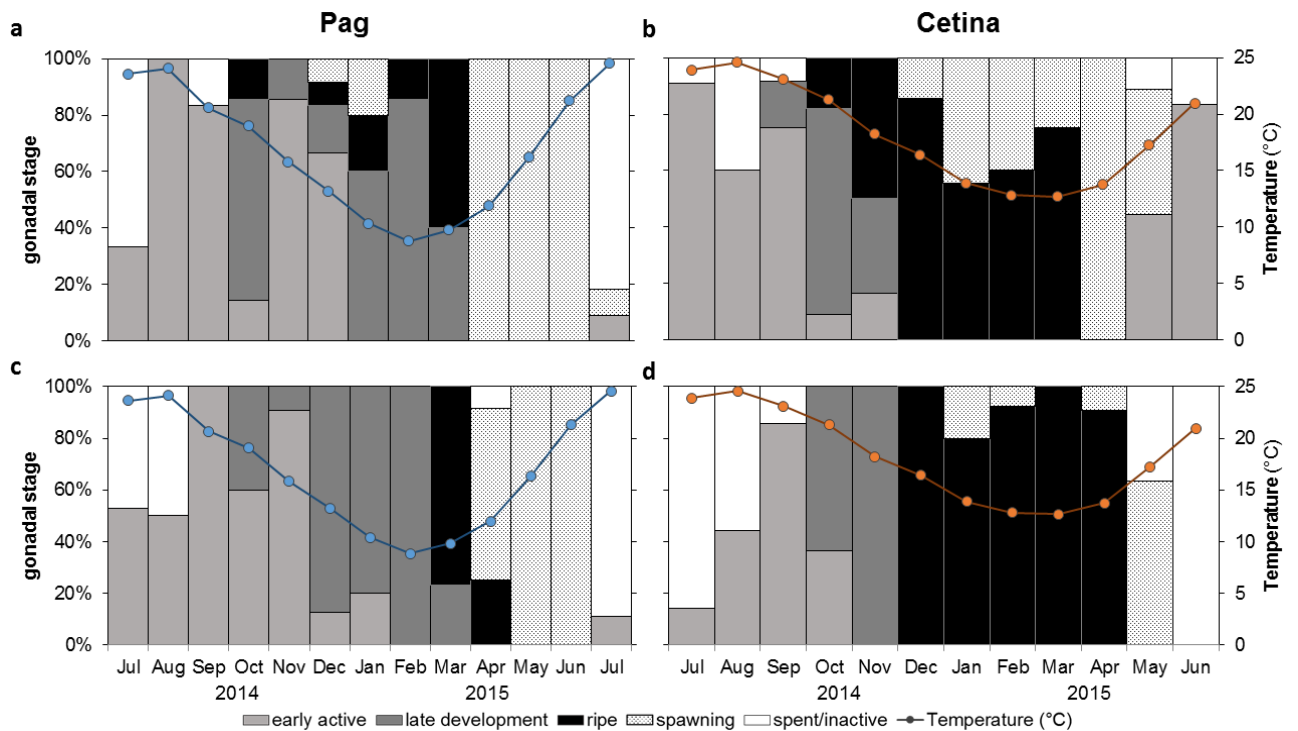 Pag
Cetina
a
b
100%
80%
60%
40%
20%
0%
gonadal stage
25
20
15
10
5
0
Temperature (°C)
c
d
100%
80%
60%
40%
20%
0%
gonadal stage
25
20
15
10
5
0
Temperature (°C)
Jul Aug Sep Oct Nov Dec Jan Feb Mar Apr May Jun Jul
2014 2015
Jul Aug Sep Oct Nov Dec Jan Feb Mar Apr May Jun
2014 2015
early active late development ripe spawning spent/inactive Temperature (°C)